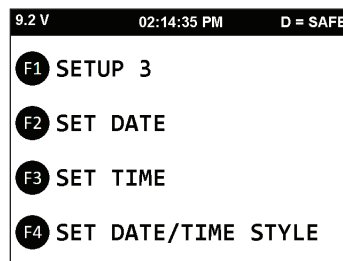 9.2 V 02:14:35 PM D = SAFE
F1 SETUP 3
F2 SET DATE
F3 SET TIME
F4 SET DATE/TIME STYLE